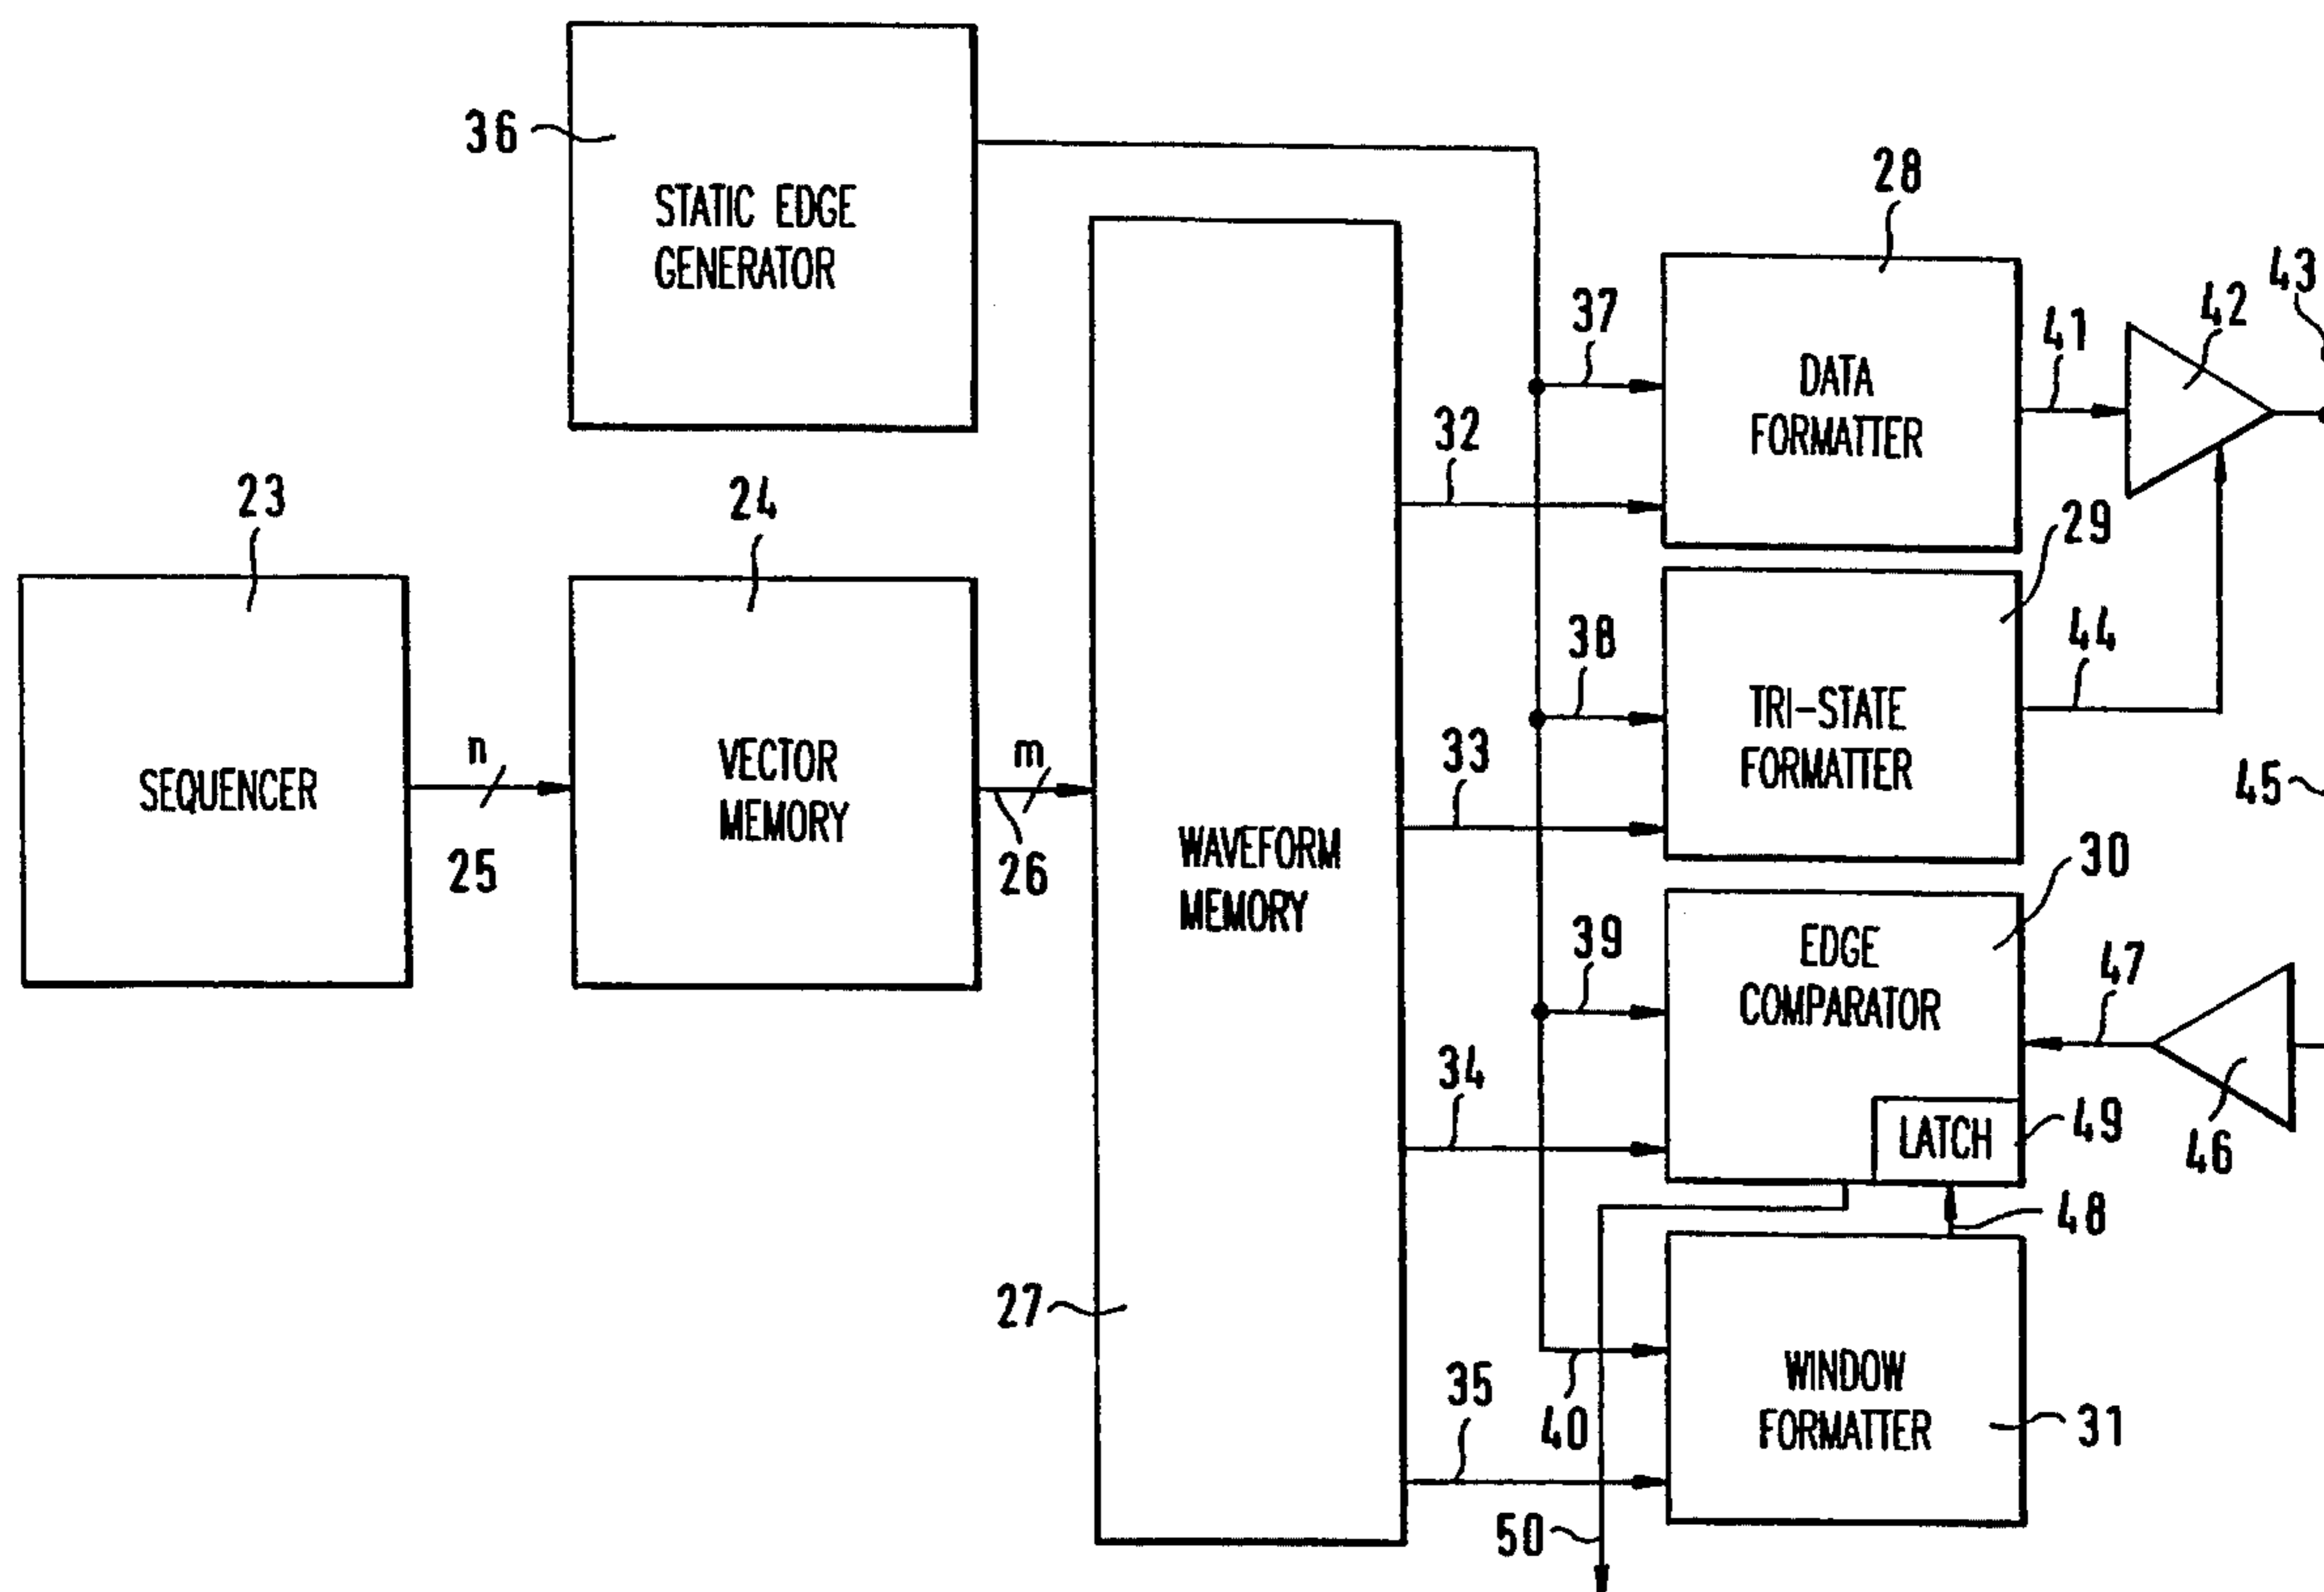 36
STATIC EDGE
GENERATOR
28
43
42
37
41
DATA
FORMATTER
32
23
24
29
38
44
TRI-STATE
FORMATTER
n
m
33
45
SEQUENCER
VECTOR
MEMORY
25
26
WAVEFORM
MEMORY
30
39
EDGE
COMPARATOR
47
34
LATCH
49
46
48
27
35
40
WINDOW
FORMATTER
31
50